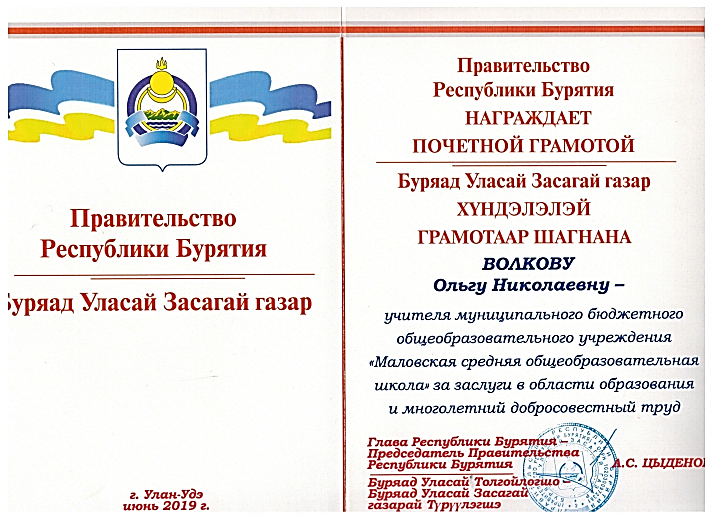 Правительство
Республики Бурятия
Буряад Уласай Засагай газар
г. Улан-Удэ
июнь 2019 г.
Правительство
Республики Бурятия
НАГРАЖДАЕТ
ПОЧЕТНОЙ ГРАМОТОЙ
Буряад Уласай Засагай газар
ХҮНДЭЛЭЛЭЙ
ГРАМОТААР ШАГНАНА
ВОЛКОВУ
Ольгу Николаевну –
учителя муниципального бюджетного
общеобразовательного учреждения
«Маловская средняя общеобразовательная
школа» за заслуги в области образования
и многолетний добросовестный труд
Глава Республики Бурятия –
Председатель Правительства
Республики Бурятия А.С. ЦЫДЕНОВ
Буряад Уласай Толгойлогшо –
Буряад Уласай Засагай
газарай Түрүүлэгшэ